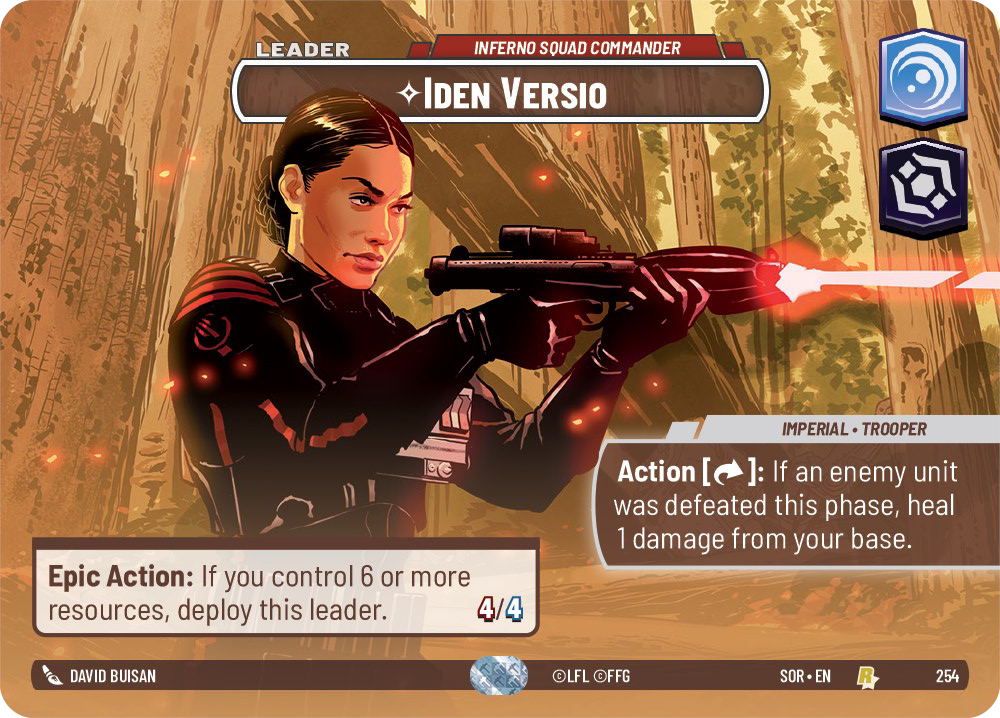 LEADER
INFERNO SQUAD COMMANDER
IDEN VERSIO
IMPERIAL • TROOPER
Action [ ]: If an enemy unit
was defeated this phase, heal
1 damage from your base.
Epic Action: If you control 6 or more
resources, deploy this leader.
4/4
DAVID BUISAN
©LFL ©FFG
SOR • EN
R
254